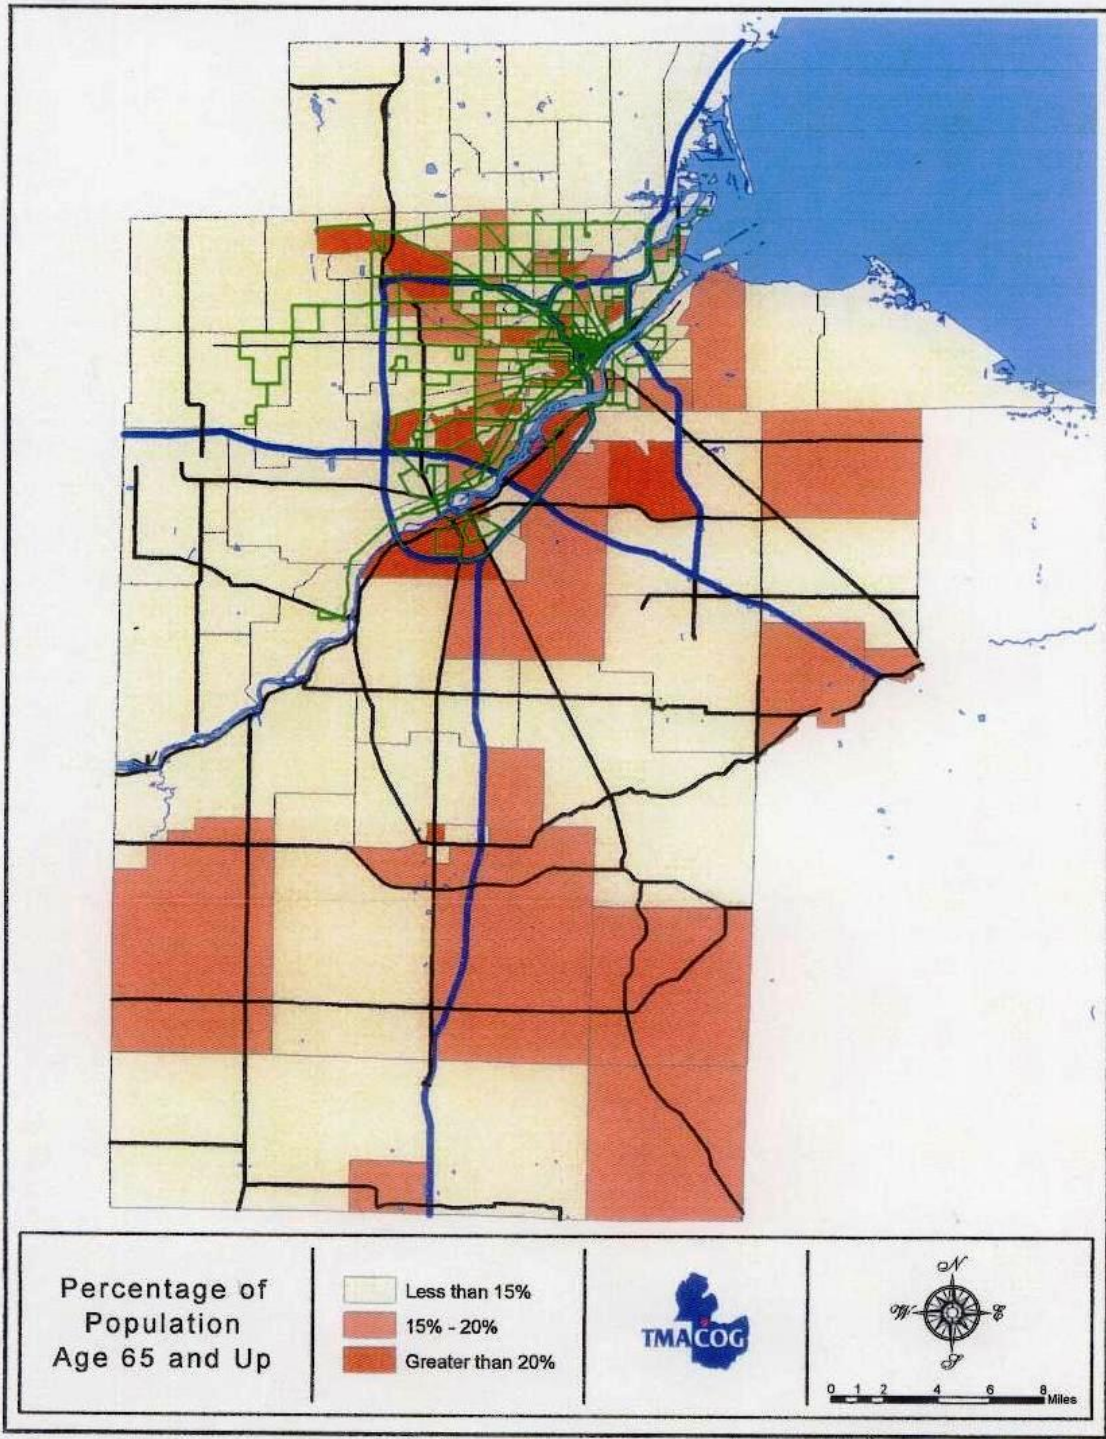 Percentage of
Population
Age 65 and Up
Less than 15%
15% - 20%
Greater than 20%
TMACOG
N
W
E
S
0 1 2 4 6 8 Miles